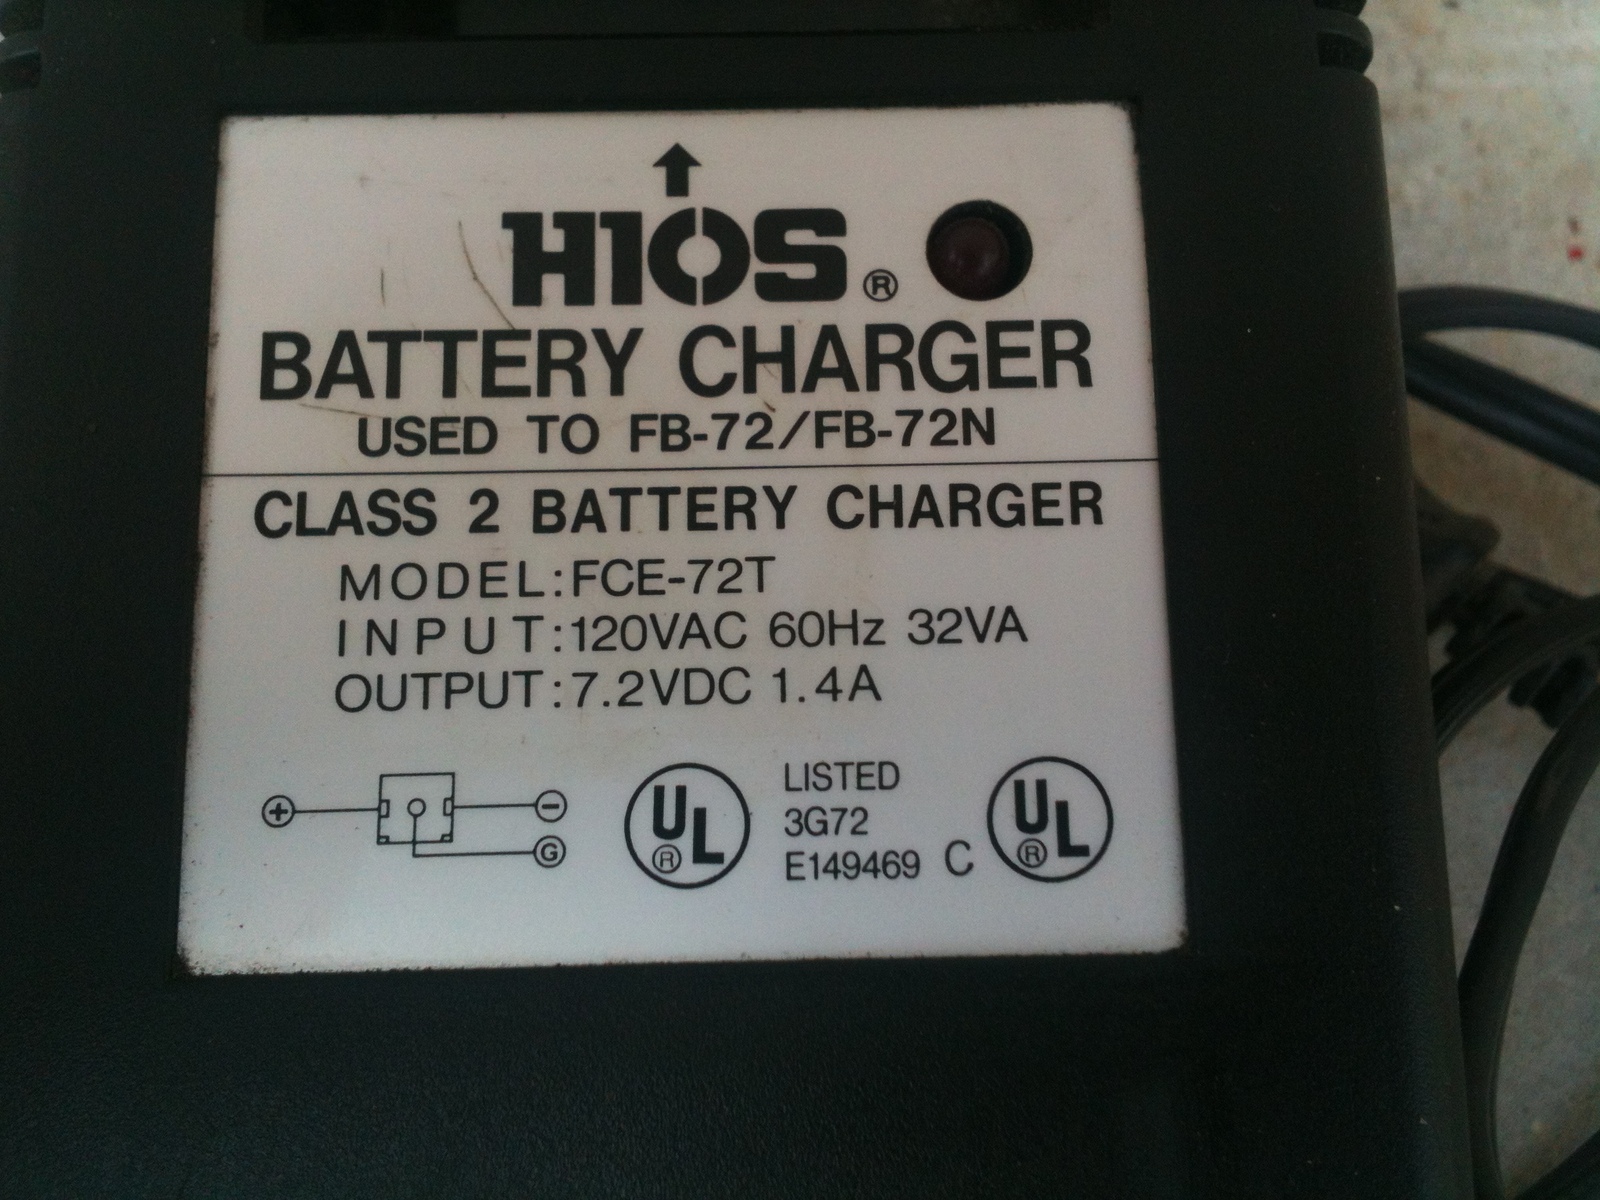 HIOS ®
BATTERY CHARGER
USED TO FB-72/FB-72N
CLASS 2 BATTERY CHARGER
MODEL:FCE-72T
INPUT:120VAC 60Hz 32VA
OUTPUT:7.2VDC 1.4A
+ −
G
UL ®
LISTED
3G72
E149469
C UL ®